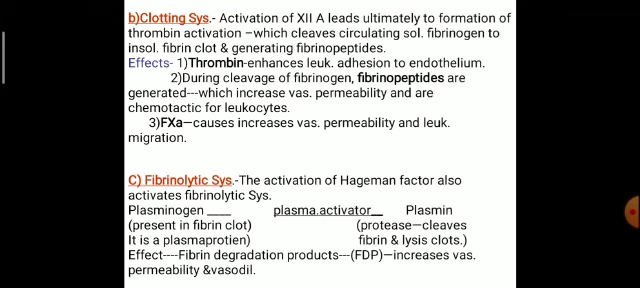 b)Clotting Sys.- Activation of XII A leads ultimately to formation of
thrombin activation –which cleaves circulating sol. fibrinogen to
insol. fibrin clot & generating fibrinopeptides.
Effects- 1)Thrombin-enhances leuk. adhesion to endothelium.
2)During cleavage of fibrinogen, fibrinopeptides are
generated---which increase vas. permeability and are
chemotactic for leukocytes.
3)FXa—causes increases vas. permeability and leuk.
migration.
C) Fibrinolytic Sys.-The activation of Hageman factor also
activates fibrinolytic Sys.
Plasminogen ____ plasma.activator__ Plasmin
(present in fibrin clot) (protease—cleaves
It is a plasmaprotien) fibrin & lysis clots.)
Effect----Fibrin degradation products---(FDP)—increases vas.
permeability &vasodil.